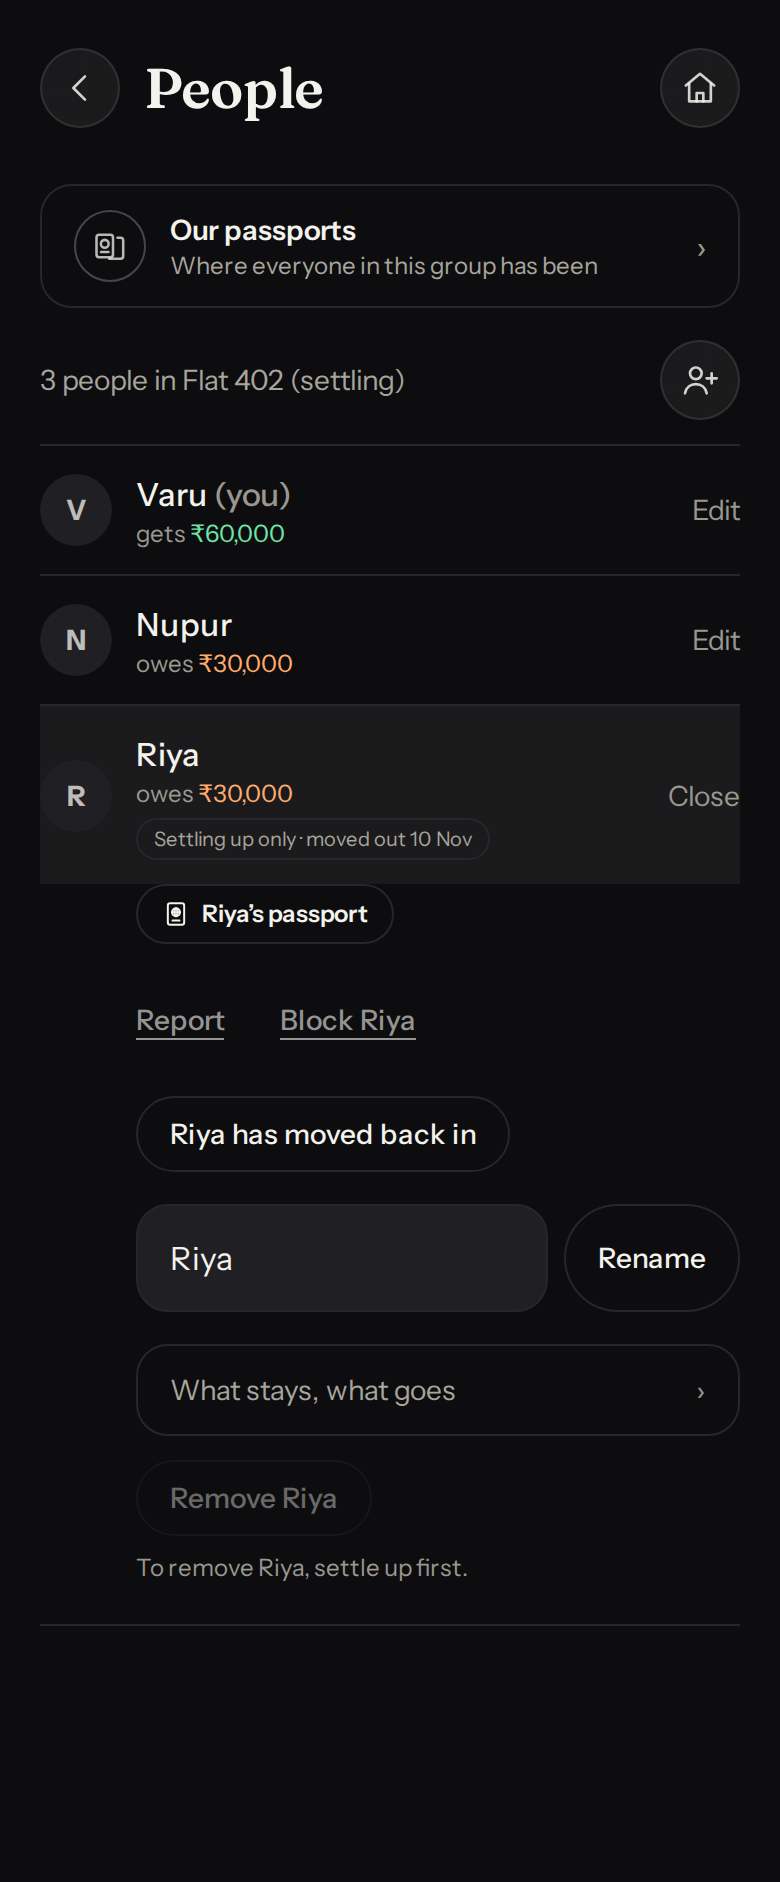 People
Our passports
Where everyone in this group has been
›
3 people in Flat 402 (settling)
V
Varu (you)
gets ₹60,000
Edit
N
Nupur
owes ₹30,000
Edit
R
Riya
owes ₹30,000
Settling up only · moved out 10 Nov
Close
Riya’s passport
Report
Block Riya
Riya has moved back in
Riya
Rename
What stays, what goes
›
Remove Riya
To remove Riya, settle up first.